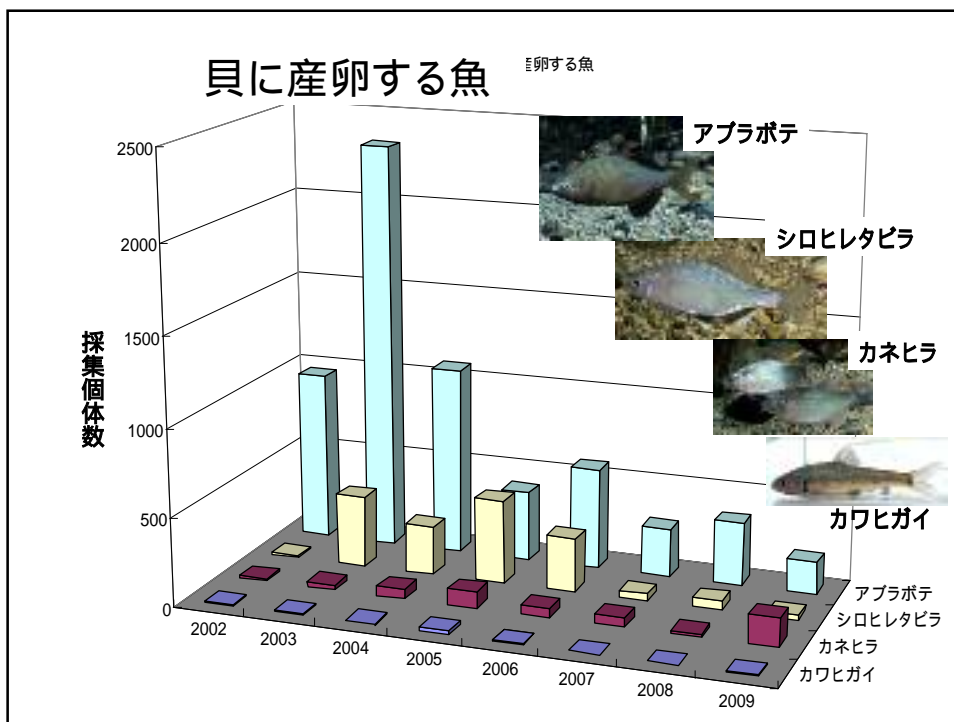 貝に産卵する魚
産卵する魚
アブラボテ
シロヒレタビラ
カネヒラ
カワヒガイ
採集個体数
2500
2000
1500
1000
500
0
2002
2003
2004
2005
2006
2007
2008
2009
アブラボテ
シロヒレタビラ
カネヒラ
カワヒガイ